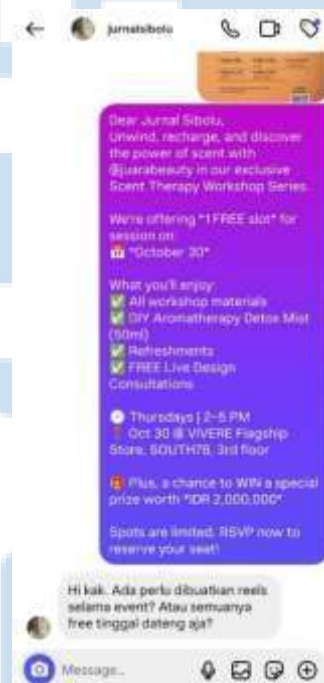 jurnalsibolu
Dear Jurnal Sibolu,
Unwind, recharge, and discover
the power of scent with
@juarabeauty in our exclusive
Scent Therapy Workshop Series.
We're offering *1 FREE slot* for
session on:
📅 *October 30*
What you'll enjoy:
✅ All workshop materials
✅ DIY Aromatherapy Detox Mist
(50ml)
✅ Refreshments
✅ FREE Live Design
Consultations
🕑 Thursdays | 2–5 PM
📍 Oct 30 @ VIVERE Flagship
Store, SOUTH78, 3rd floor
🎁 Plus, a chance to WIN a special
prize worth *IDR 2,000,000*
Spots are limited. RSVP now to
reserve your seat!
Hi kak. Ada perlu dibuatkan reels
selama event? Atau semuanya
free tinggal dateng aja?
Message...